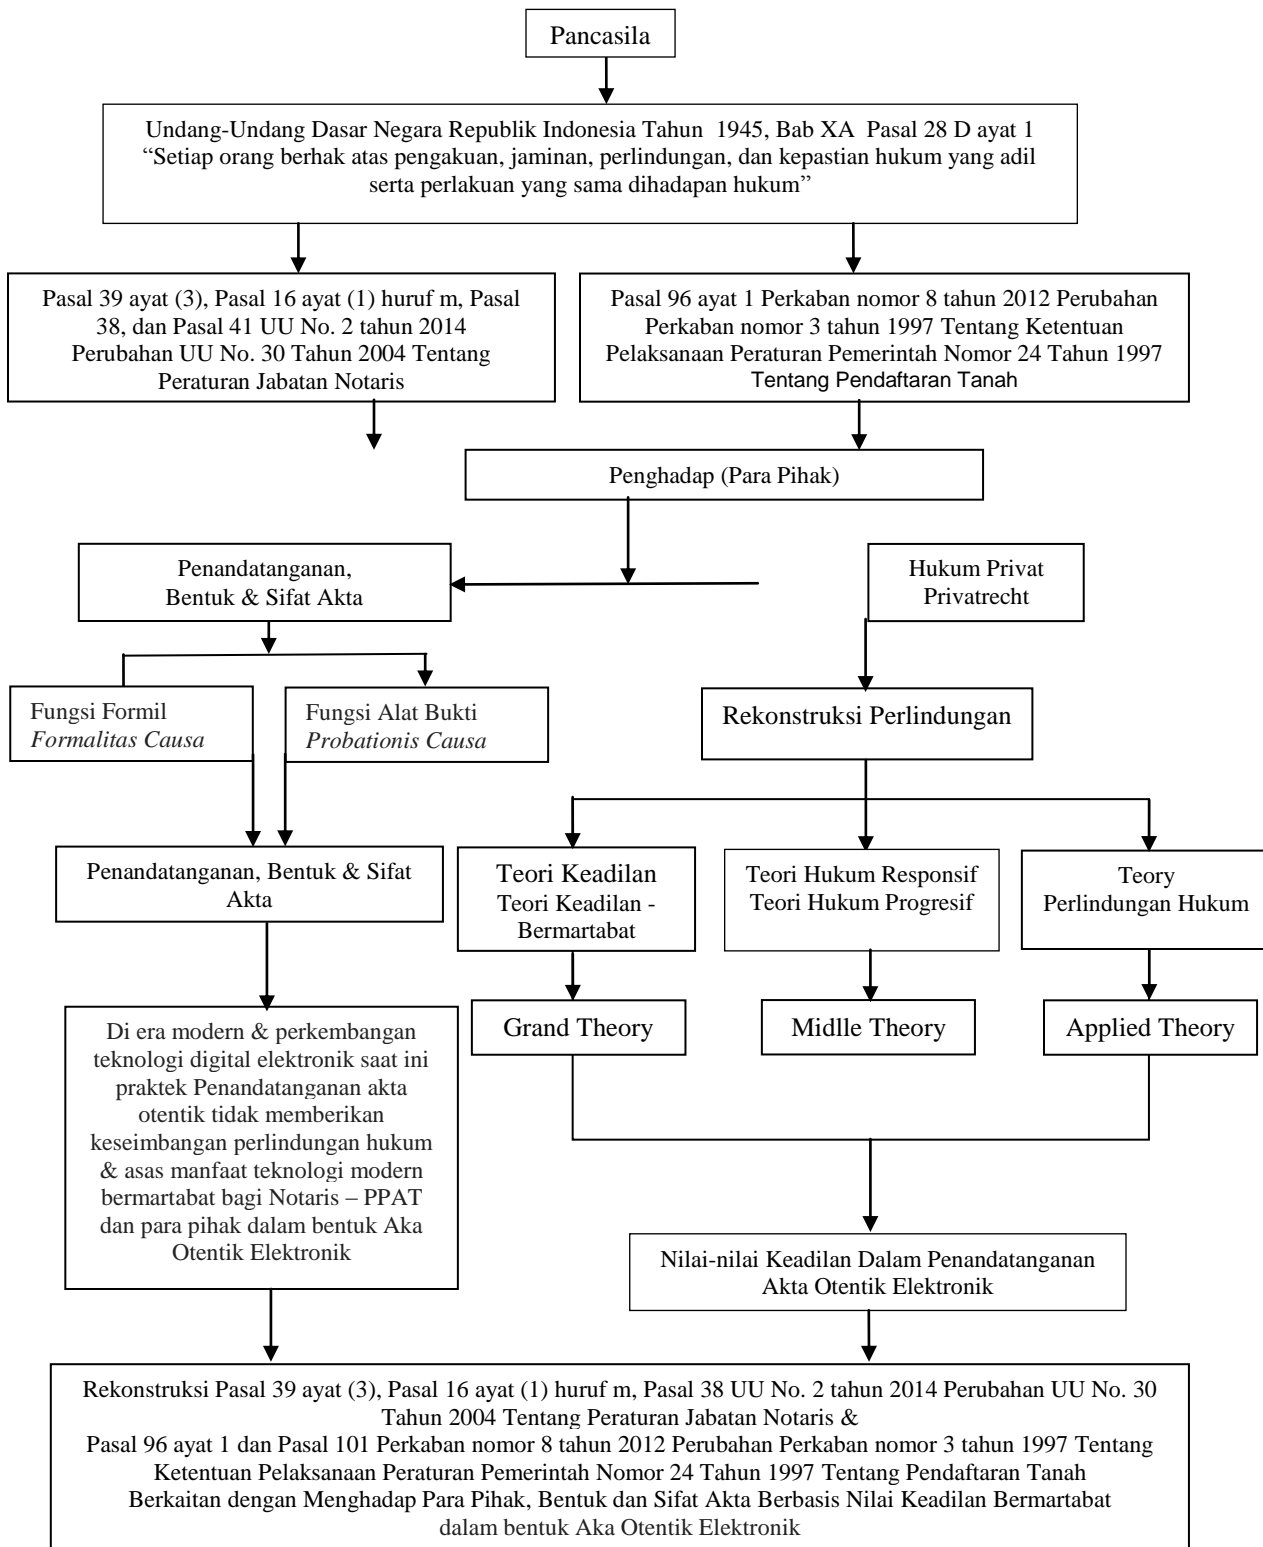 Pancasila
Undang-Undang Dasar Negara Republik Indonesia Tahun 1945, Bab XA Pasal 28 D ayat 1
“Setiap orang berhak atas pengakuan, jaminan, perlindungan, dan kepastian hukum yang adil
serta perlakuan yang sama dihadapan hukum”
Pasal 39 ayat (3), Pasal 16 ayat (1) huruf m, Pasal
38, dan Pasal 41 UU No. 2 tahun 2014
Perubahan UU No. 30 Tahun 2004 Tentang
Peraturan Jabatan Notaris
Pasal 96 ayat 1 Perkaban nomor 8 tahun 2012 Perubahan
Perkaban nomor 3 tahun 1997 Tentang Ketentuan
Pelaksanaan Peraturan Pemerintah Nomor 24 Tahun 1997
Tentang Pendaftaran Tanah
Penghadap (Para Pihak)
Penandatanganan,
Bentuk & Sifat Akta
Hukum Privat
Privatrecht
Fungsi Formil
Formalitas Causa
Fungsi Alat Bukti
Probationis Causa
Rekonstruksi Perlindungan
Penandatanganan, Bentuk & Sifat
Akta
Teori Keadilan
Teori Keadilan -
Bermartabat
Teori Hukum Responsif
Teori Hukum Progresif
Teory
Perlindungan Hukum
Grand Theory
Midlle Theory
Applied Theory
Di era modern & perkembangan
teknologi digital elektronik saat ini
praktek Penandatanganan akta
otentik tidak memberikan
keseimbangan perlindungan hukum
& asas manfaat teknologi modern
bermartabat bagi Notaris – PPAT
dan para pihak dalam bentuk Aka
Otentik Elektronik
Nilai-nilai Keadilan Dalam Penandatanganan
Akta Otentik Elektronik
Rekonstruksi Pasal 39 ayat (3), Pasal 16 ayat (1) huruf m, Pasal 38 UU No. 2 tahun 2014 Perubahan UU No. 30
Tahun 2004 Tentang Peraturan Jabatan Notaris &
Pasal 96 ayat 1 dan Pasal 101 Perkaban nomor 8 tahun 2012 Perubahan Perkaban nomor 3 tahun 1997 Tentang
Ketentuan Pelaksanaan Peraturan Pemerintah Nomor 24 Tahun 1997 Tentang Pendaftaran Tanah
Berkaitan dengan Menghadap Para Pihak, Bentuk dan Sifat Akta Berbasis Nilai Keadilan Bermartabat
dalam bentuk Aka Otentik Elektronik